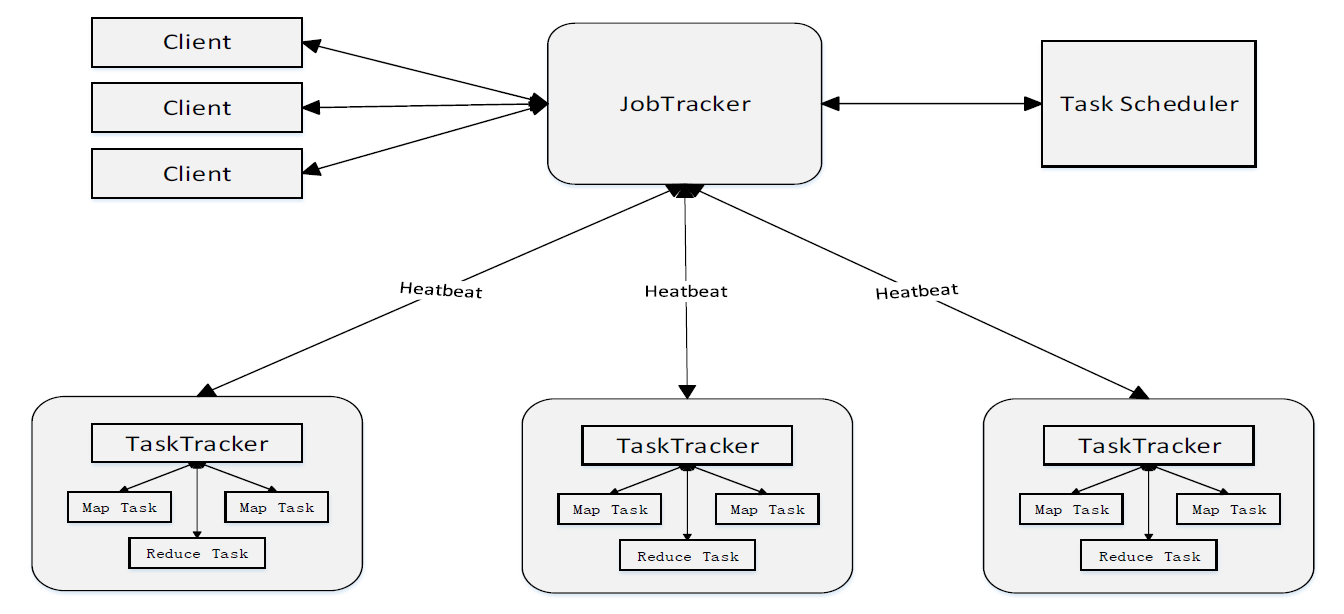 Client
Client
Client
JobTracker
Task Scheduler
Heatbeat
Heatbeat
Heatbeat
TaskTracker
Map Task
Map Task
Reduce Task
TaskTracker
Map Task
Map Task
Reduce Task
TaskTracker
Map Task
Map Task
Reduce Task